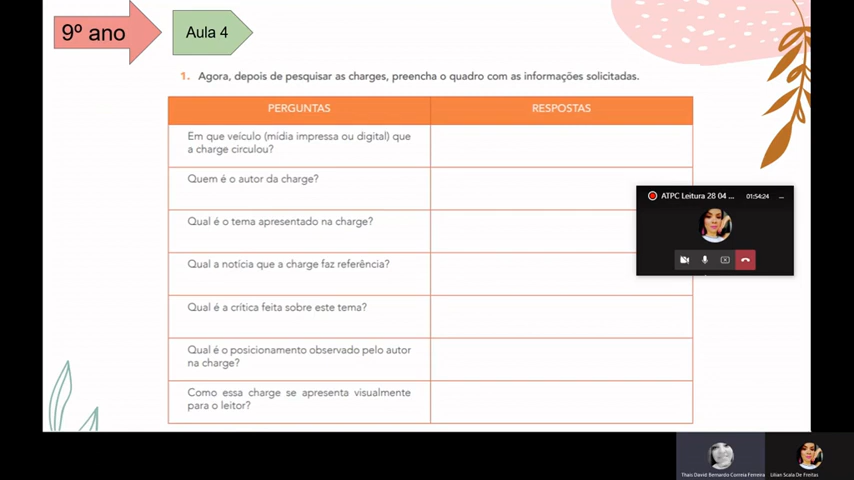 9º ano
Aula 4
1. Agora, depois de pesquisar as charges, preencha o quadro com as informações solicitadas.
PERGUNTAS
RESPOSTAS
Em que veículo (mídia impressa ou digital) que
a charge circulou?
Quem é o autor da charge?
Qual é o tema apresentado na charge?
Qual a notícia que a charge faz referência?
Qual é a crítica feita sobre este tema?
Qual é o posicionamento observado pelo autor
na charge?
Como essa charge se apresenta visualmente
para o leitor?
ATPC Leitura 28 04 ...
01:54:24
...
Thais David Bernardo Correia Ferreira
Lilian Scala De Freitas